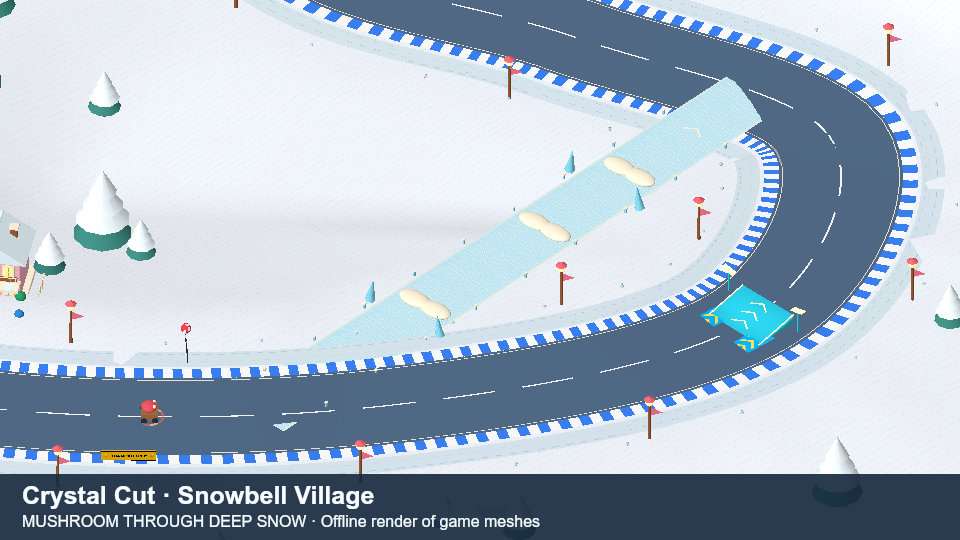 Crystal Cut · Snowbell Village
MUSHROOM THROUGH DEEP SNOW · Offline render of game meshes